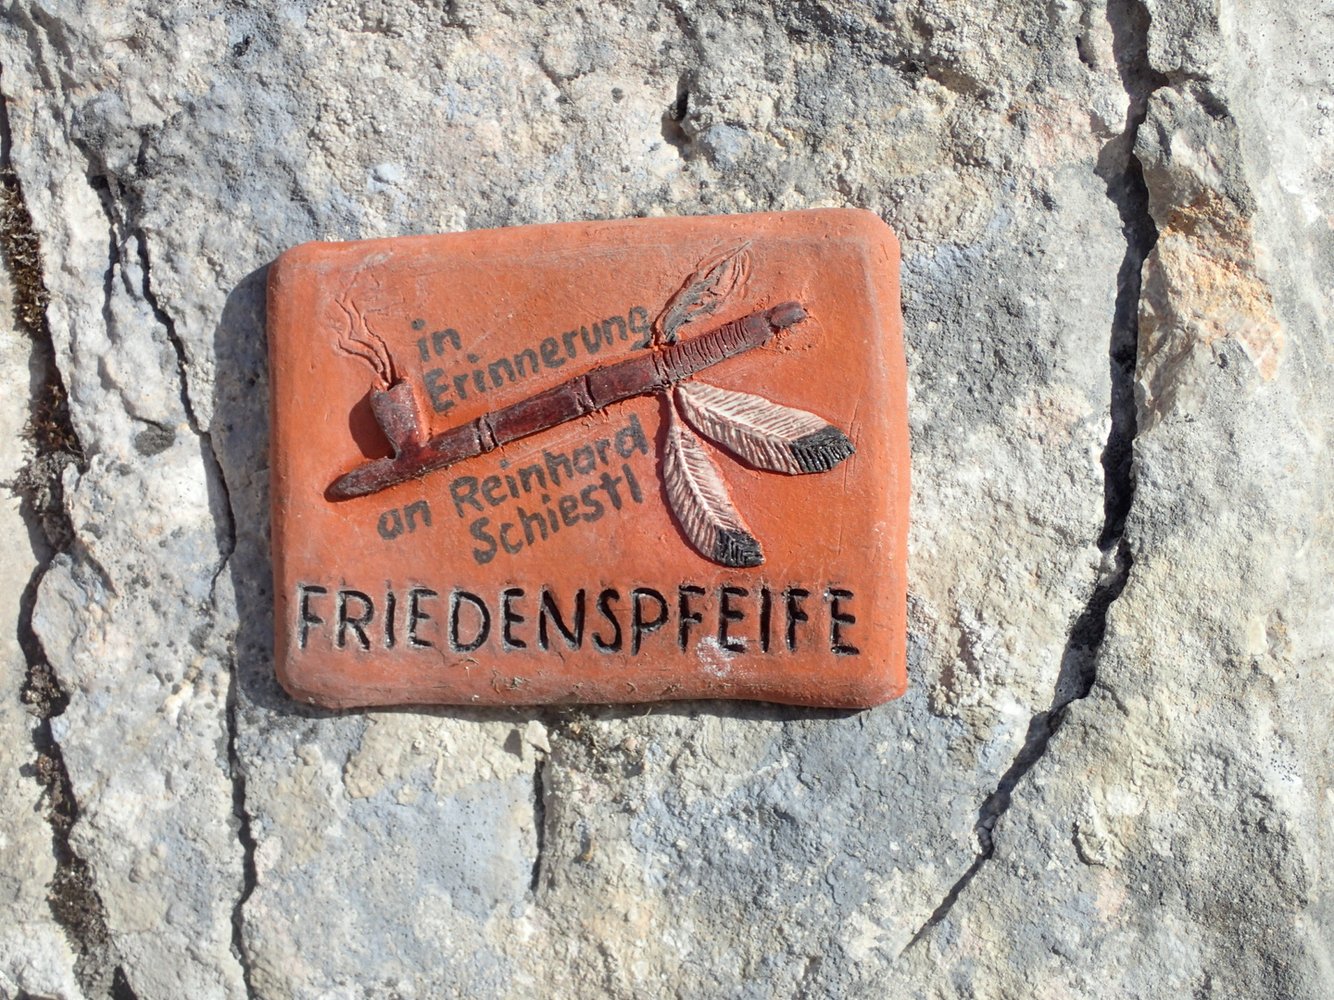 in
Erinnerung
an Reinhard
Schiestl
FRIEDENSPFEIFE